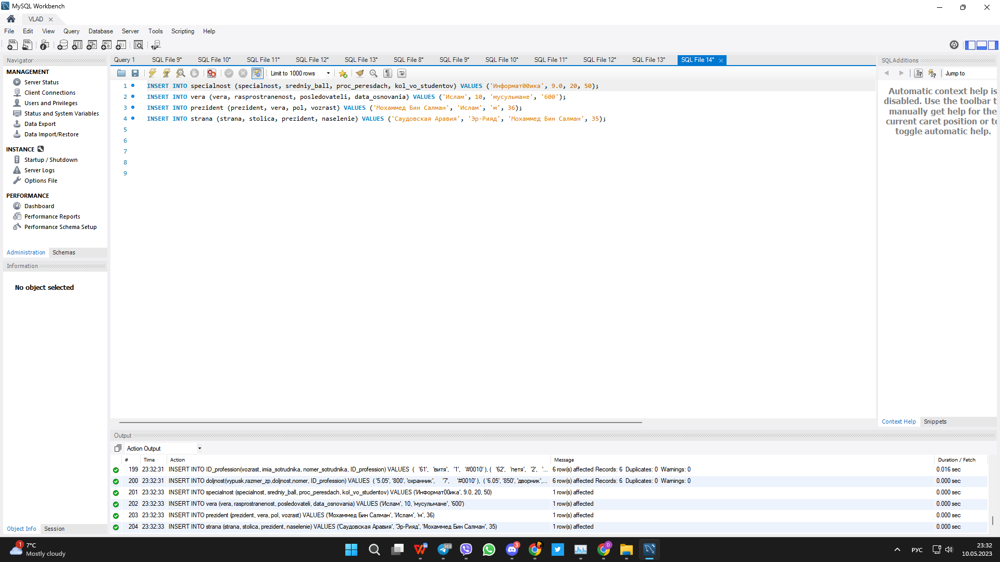 MySQL Workbench
VLAD
File Edit View Query Database Server Tools Scripting Help
Navigator
MANAGEMENT
Server Status
Client Connections
Users and Privileges
Status and System Variables
Data Export
Data Import/Restore
INSTANCE
Startup / Shutdown
Server Logs
Options File
PERFORMANCE
Dashboard
Performance Reports
Performance Schema Setup
Administration Schemas
Information
No object selected
Object Info Session
Query 1 SQL File 9* SQL File 10* SQL File 11* SQL File 12* SQL File 13* SQL File 8* SQL File 9* SQL File 10* SQL File 11* SQL File 12* SQL File 13* SQL File 14*
Limit to 1000 rows
1 INSERT INTO specialnost (specialnost, sredniy_ball, proc_peresdach, kol_vo_studentov) VALUES ('Информат00ика', 9.0, 20, 50);
2 INSERT INTO vera (vera, rasprostranenost, posledovateli, data_osnovania) VALUES ('Ислам', 10, 'мусульмане', '600');
3 INSERT INTO prezident (prezident, vera, pol, vozrast) VALUES ('Мохаммед Бин Салман', 'Ислам', 'м', 36);
4 INSERT INTO strana (strana, stolica, prezident, naselenie) VALUES ('Саудовская Аравия', 'Эр-Рияд', 'Мохаммед Бин Салман', 35);
5
6
7
8
9
SQLAdditions
Jump to
Automatic context help is
disabled. Use the toolbar t
manually get help for the
current caret position or to
toggle automatic help.
Context Help Snippets
Output
Action Output
# Time Action Message Duration / Fetch
199 23:32:31 INSERT INTO ID_profession(vozrast, imia_sotrudnika, nomer_sotrudnika, ID_profession) VALUES ( '61', 'витя', '1', '#0010' ), ( '62', 'петя', '2', '... 6 row(s) affected Records: 6 Duplicates: 0 Warnings: 0 0.016 sec
200 23:32:31 INSERT INTO doljnost(vypusk,razmer_zp,doljnost,nomer, ID_profession) VALUES ( '5.05', '800', 'охранник', '7', '#0010' ), ( '6.05', '850', 'дворник',... 6 row(s) affected Records: 6 Duplicates: 0 Warnings: 0 0.000 sec
201 23:32:33 INSERT INTO specialnost (specialnost, sredniy_ball, proc_peresdach, kol_vo_studentov) VALUES ('Информат00ика', 9.0, 20, 50) 1 row(s) affected 0.000 sec
202 23:32:33 INSERT INTO vera (vera, rasprostranenost, posledovateli, data_osnovania) VALUES ('Ислам', 10, 'мусульмане', '600') 1 row(s) affected 0.000 sec
203 23:32:33 INSERT INTO prezident (prezident, vera, pol, vozrast) VALUES ('Мохаммед Бин Салман', 'Ислам', 'м', 36) 1 row(s) affected 0.000 sec
204 23:32:33 INSERT INTO strana (strana, stolica, prezident, naselenie) VALUES ('Саудовская Аравия', 'Эр-Рияд', 'Мохаммед Бин Салман', 35) 1 row(s) affected 0.000 sec
1
7°C
Mostly cloudy
369
3
D
РУС
23:32
10.05.2023